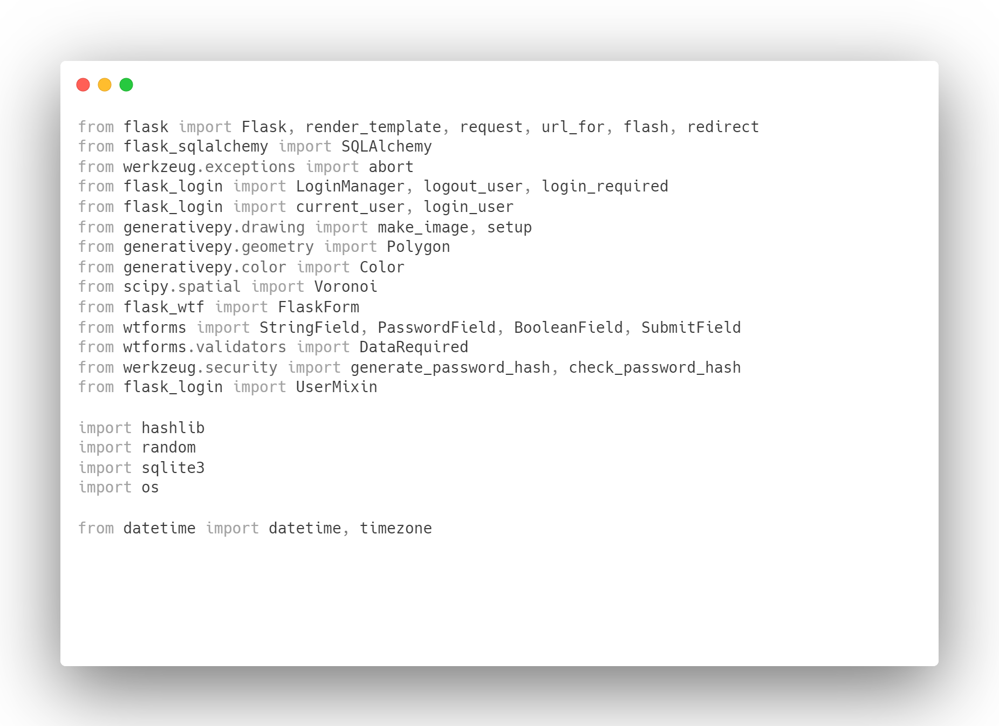 from flask import Flask, render_template, request, url_for, flash, redirect
from flask_sqlalchemy import SQLAlchemy
from werkzeug.exceptions import abort
from flask_login import LoginManager, logout_user, login_required
from flask_login import current_user, login_user
from generativepy.drawing import make_image, setup
from generativepy.geometry import Polygon
from generativepy.color import Color
from scipy.spatial import Voronoi
from flask_wtf import FlaskForm
from wtforms import StringField, PasswordField, BooleanField, SubmitField
from wtforms.validators import DataRequired
from werkzeug.security import generate_password_hash, check_password_hash
from flask_login import UserMixin

import hashlib
import random
import sqlite3
import os

from datetime import datetime, timezone